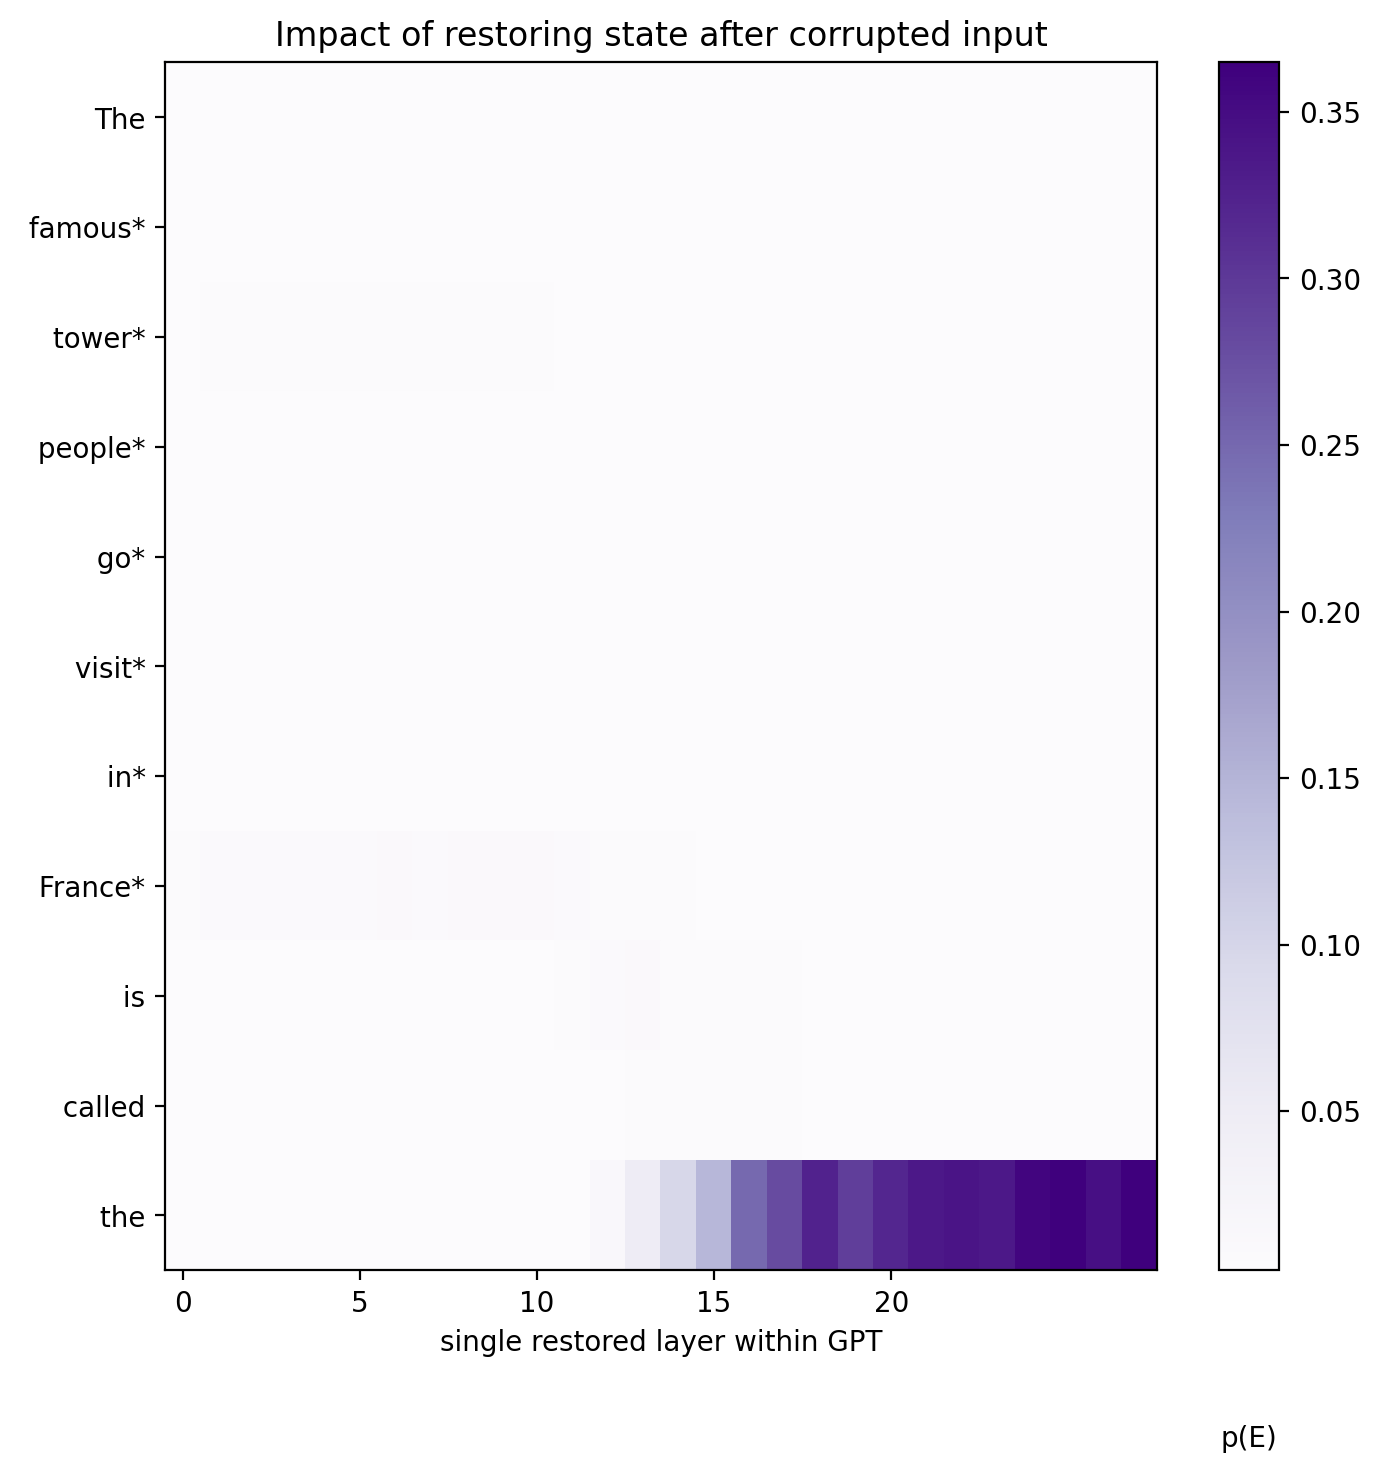 Impact of restoring state after corrupted input
The
famous*
tower*
people*
go*
visit*
in*
France*
is
called
the
0 5 10 15 20
single restored layer within GPT
0.35
0.30
0.25
0.20
0.15
0.10
0.05
p(E)